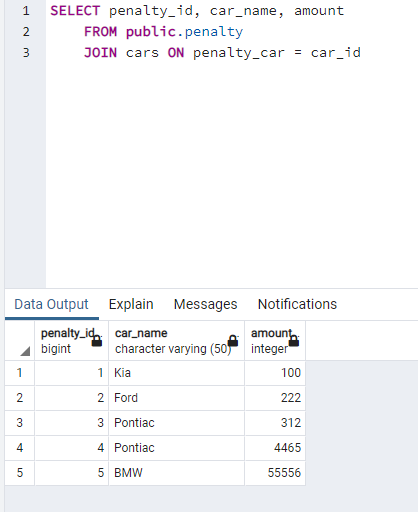 1 SELECT penalty_id, car_name, amount
2 FROM public.penalty
3 JOIN cars ON penalty_car = car_id
Data Output Explain Messages Notifications
penalty_id car_name amount
bigint character varying (50) integer
1 1 Kia 100
2 2 Ford 222
3 3 Pontiac 312
4 4 Pontiac 4465
5 5 BMW 55556